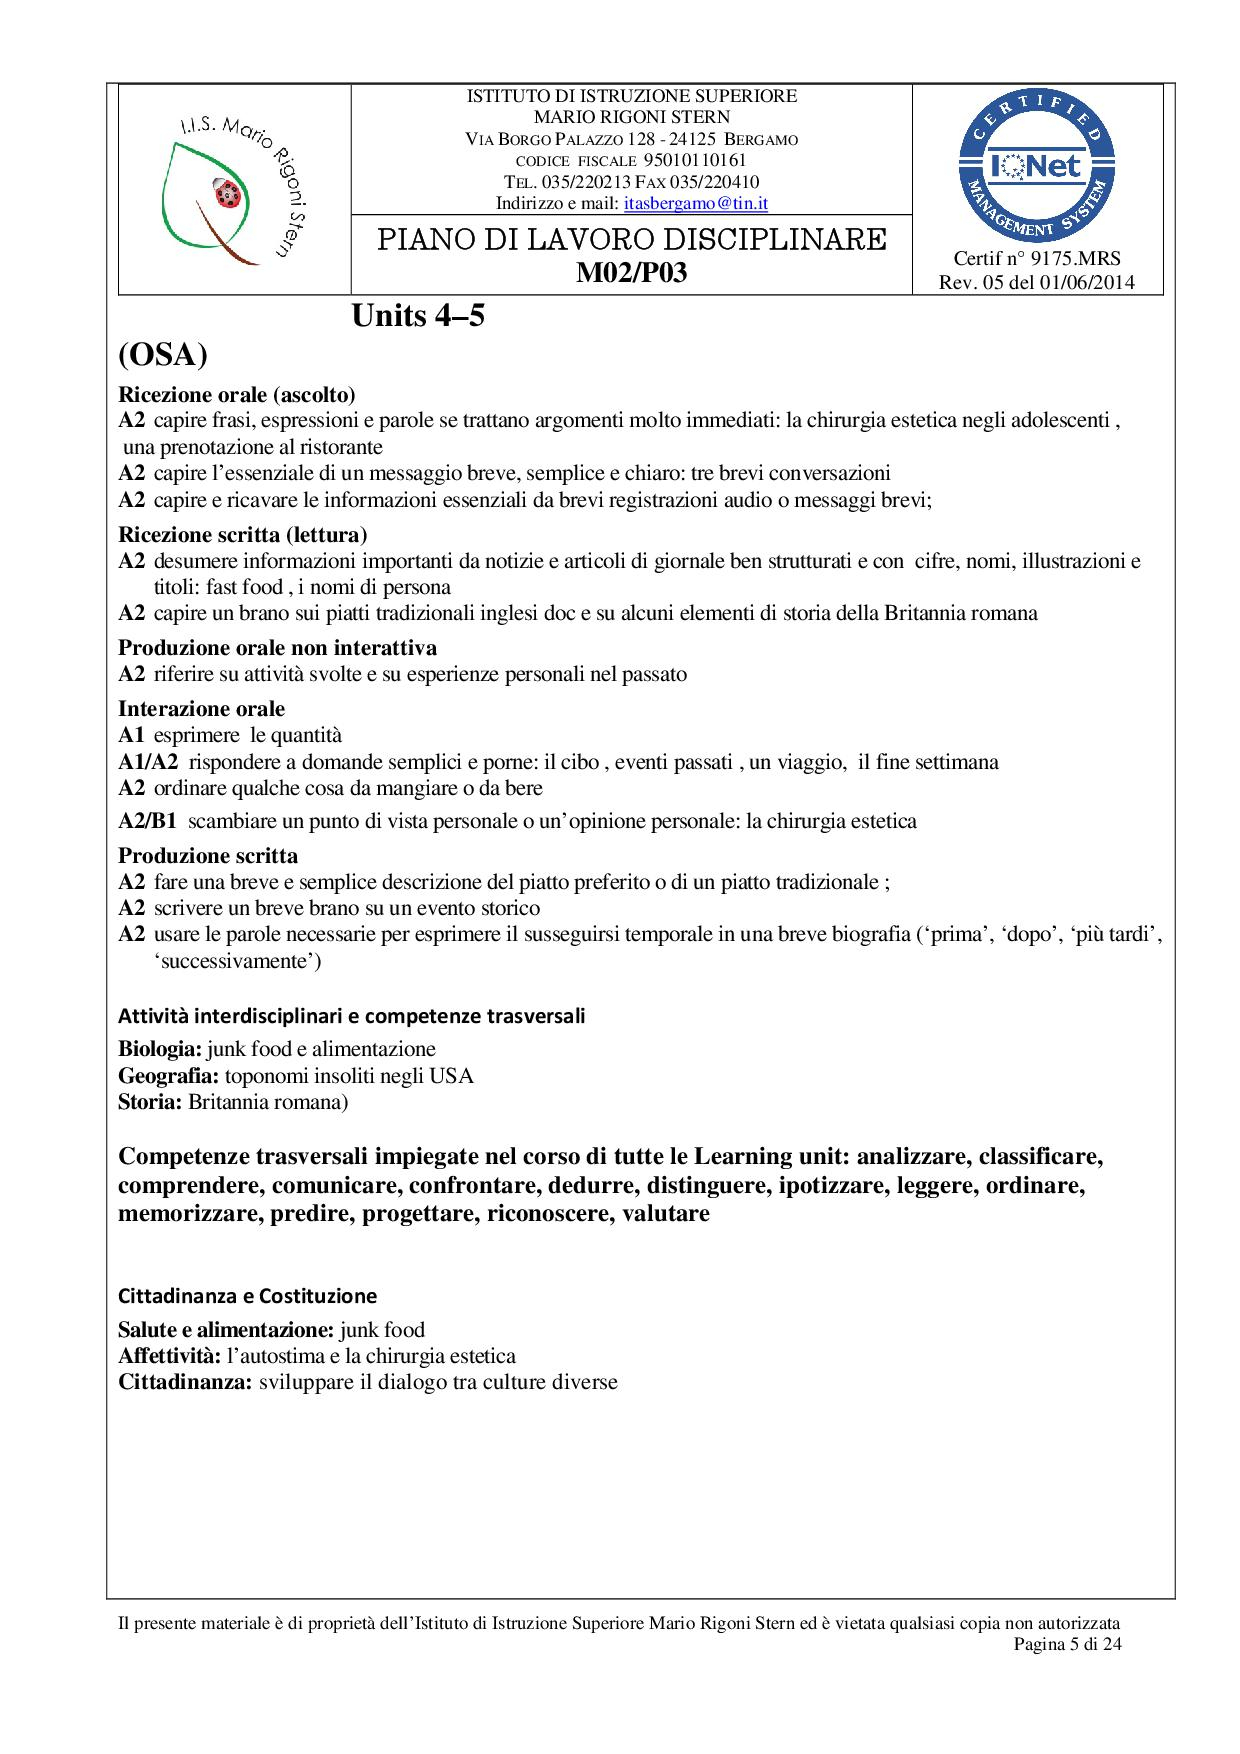 I.I.S. Mario Rigoni Stern
ISTITUTO DI ISTRUZIONE SUPERIORE
MARIO RIGONI STERN
VIA BORGO PALAZZO 128 - 24125 BERGAMO
CODICE FISCALE 95010110161
TEL. 035/220213 FAX 035/220410
Indirizzo e mail: itasbergamo@tin.it
PIANO DI LAVORO DISCIPLINARE
M02/P03
CERTIFIED
IQNet
MANAGEMENT SYSTEM
Certif n° 9175.MRS
Rev. 05 del 01/06/2014
Units 4–5
(OSA)
Ricezione orale (ascolto)
A2 capire frasi, espressioni e parole se trattano argomenti molto immediati: la chirurgia estetica negli adolescenti ,
una prenotazione al ristorante
A2 capire l’essenziale di un messaggio breve, semplice e chiaro: tre brevi conversazioni
A2 capire e ricavare le informazioni essenziali da brevi registrazioni audio o messaggi brevi;
Ricezione scritta (lettura)
A2 desumere informazioni importanti da notizie e articoli di giornale ben strutturati e con cifre, nomi, illustrazioni e
titoli: fast food , i nomi di persona
A2 capire un brano sui piatti tradizionali inglesi doc e su alcuni elementi di storia della Britannia romana
Produzione orale non interattiva
A2 riferire su attività svolte e su esperienze personali nel passato
Interazione orale
A1 esprimere le quantità
A1/A2 rispondere a domande semplici e porne: il cibo , eventi passati , un viaggio, il fine settimana
A2 ordinare qualche cosa da mangiare o da bere
A2/B1 scambiare un punto di vista personale o un’opinione personale: la chirurgia estetica
Produzione scritta
A2 fare una breve e semplice descrizione del piatto preferito o di un piatto tradizionale ;
A2 scrivere un breve brano su un evento storico
A2 usare le parole necessarie per esprimere il susseguirsi temporale in una breve biografia (‘prima’, ‘dopo’, ‘più tardi’,
‘successivamente’)
Attività interdisciplinari e competenze trasversali
Biologia: junk food e alimentazione
Geografia: toponomi insoliti negli USA
Storia: Britannia romana)
Competenze trasversali impiegate nel corso di tutte le Learning unit: analizzare, classificare,
comprendere, comunicare, confrontare, dedurre, distinguere, ipotizzare, leggere, ordinare,
memorizzare, predire, progettare, riconoscere, valutare
Cittadinanza e Costituzione
Salute e alimentazione: junk food
Affettività: l’autostima e la chirurgia estetica
Cittadinanza: sviluppare il dialogo tra culture diverse
Il presente materiale è di proprietà dell’Istituto di Istruzione Superiore Mario Rigoni Stern ed è vietata qualsiasi copia non autorizzata
Pagina 5 di 24